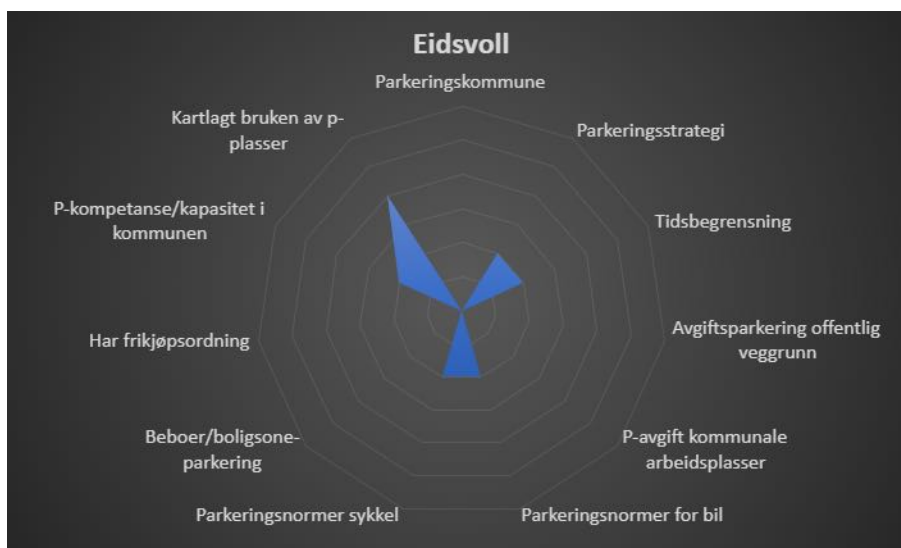 Eidsvoll
Parkeringskommune
Parkeringsstrategi
Tidsbegrensning
Avgiftsparkering offentlig
veggrunn
P-avgift kommunale
arbeidsplasser
Parkeringsnormer for bil
Parkeringsnormer sykkel
Beboer/boligsone-
parkering
Har frikjøpsordning
P-kompetanse/kapasitet i
kommunen
Kartlagt bruken av p-
plasser